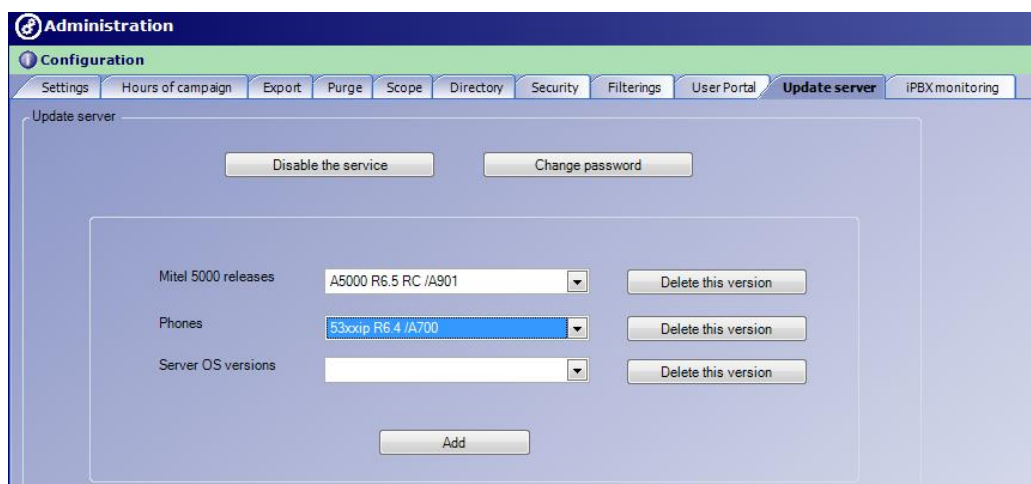 Administration
Configuration
Settings Hours of campaign Export Purge Scope Directory Security Filterings User Portal Update server iPBX monitoring
Update server
Disable the service Change password
Mitel 5000 releases A5000 R6.5 RC /A901 Delete this version
Phones 53xxip R6.4 /A700 Delete this version
Server OS versions Delete this version
Add